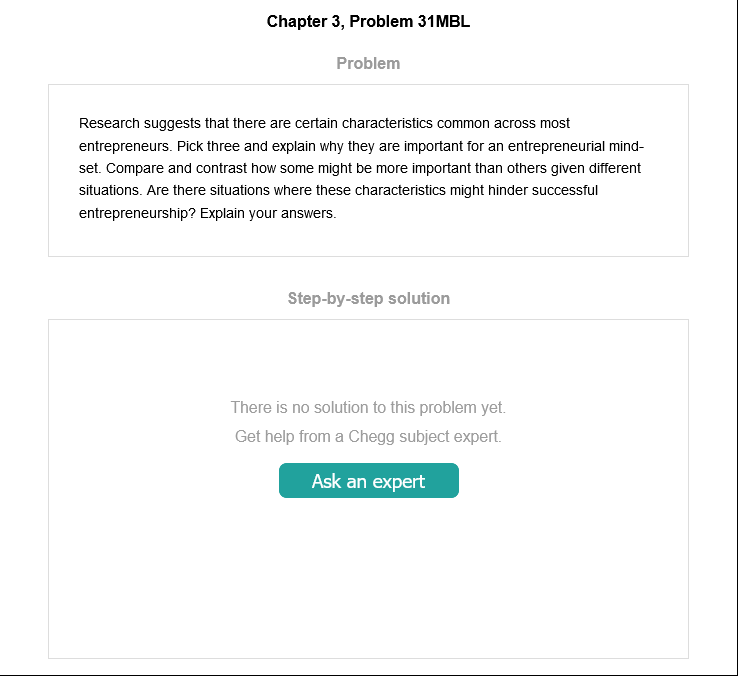 Chapter 3, Problem 31MBL
Problem
Research suggests that there are certain characteristics common across most
entrepreneurs. Pick three and explain why they are important for an entrepreneurial mind-
set. Compare and contrast how some might be more important than others given different
situations. Are there situations where these characteristics might hinder successful
entrepreneurship? Explain your answers.
Step-by-step solution
There is no solution to this problem yet.
Get help from a Chegg subject expert.
Ask an expert